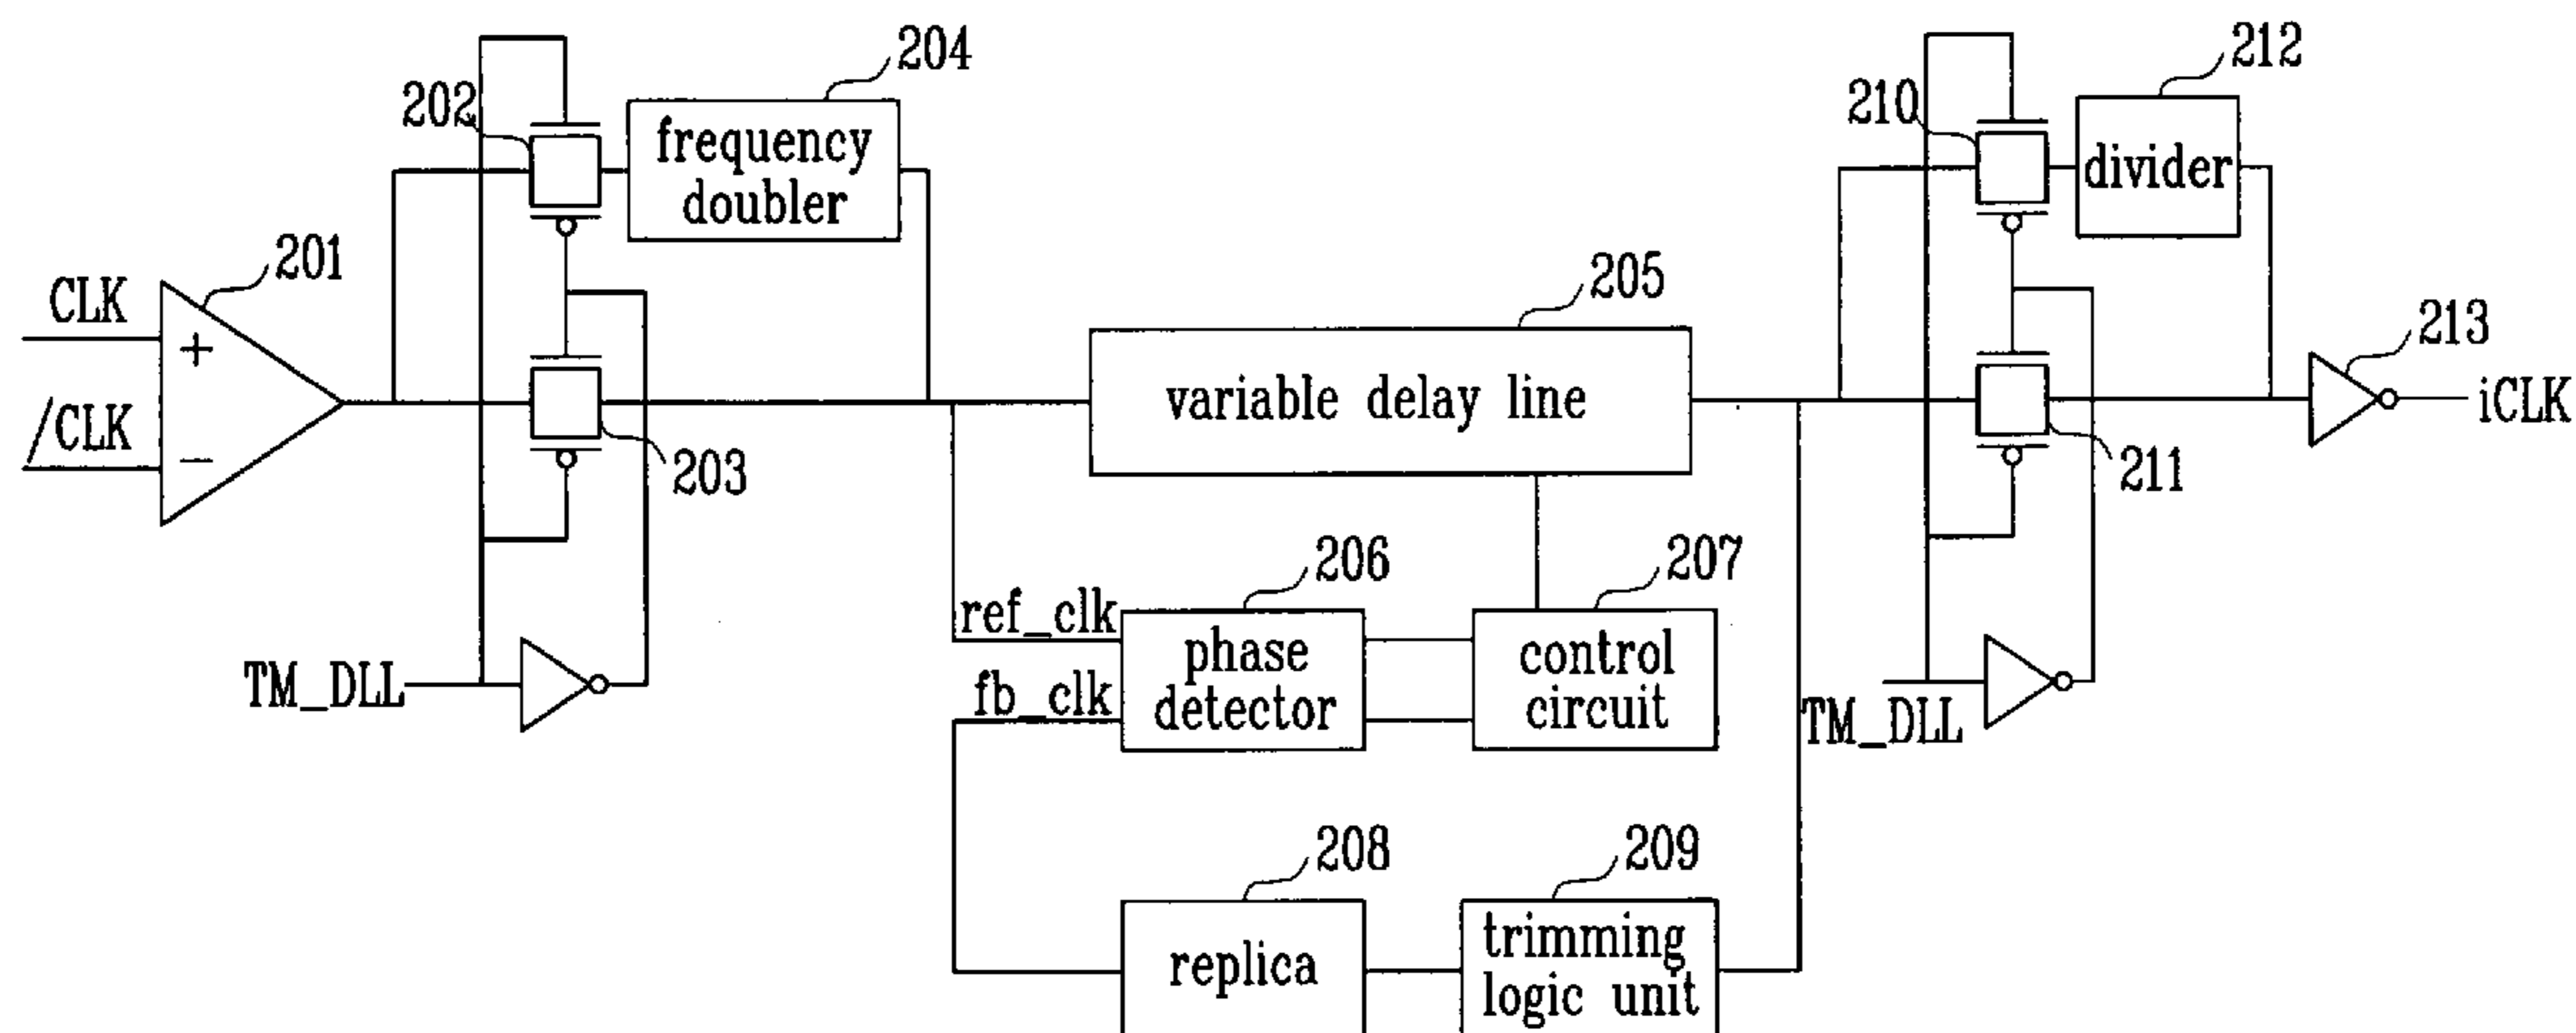 204
212
202
210
frequency
doubler
divider
201
CLK
+
205
213
/CLK
−
variable delay line
iCLK
203
211
206
207
ref_clk
phase
detector
control
circuit
TM_DLL
fb_clk
TM_DLL
208
209
replica
trimming
logic unit